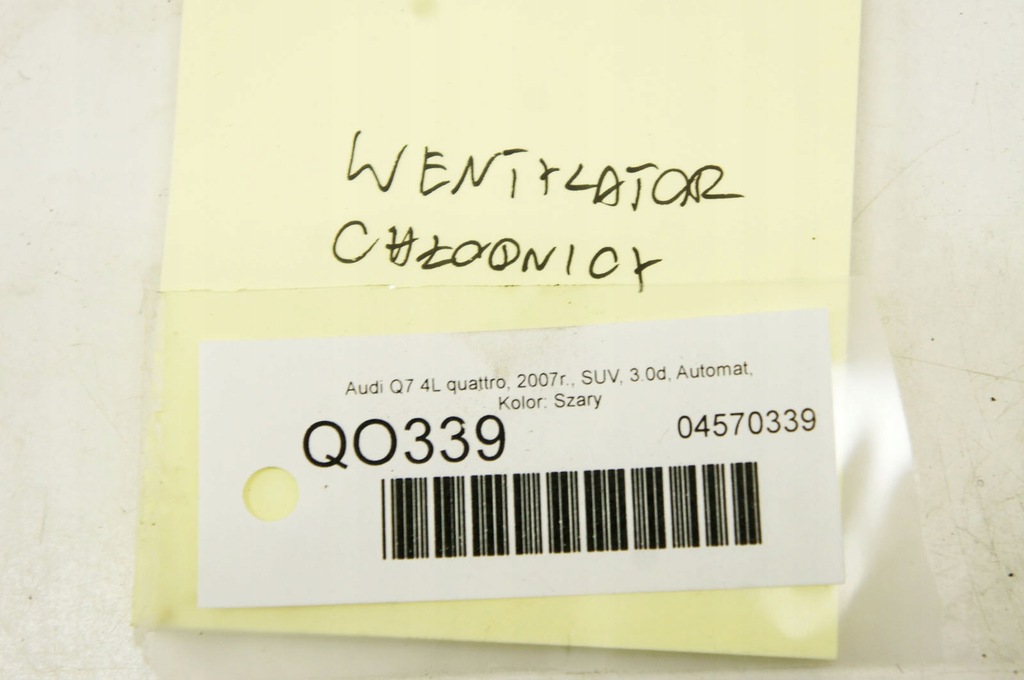 WENTYLATOR
CHŁODNICY
Audi Q7 4L quattro, 2007r., SUV, 3.0d, Automat,
Kolor: Szary
QO339
04570339